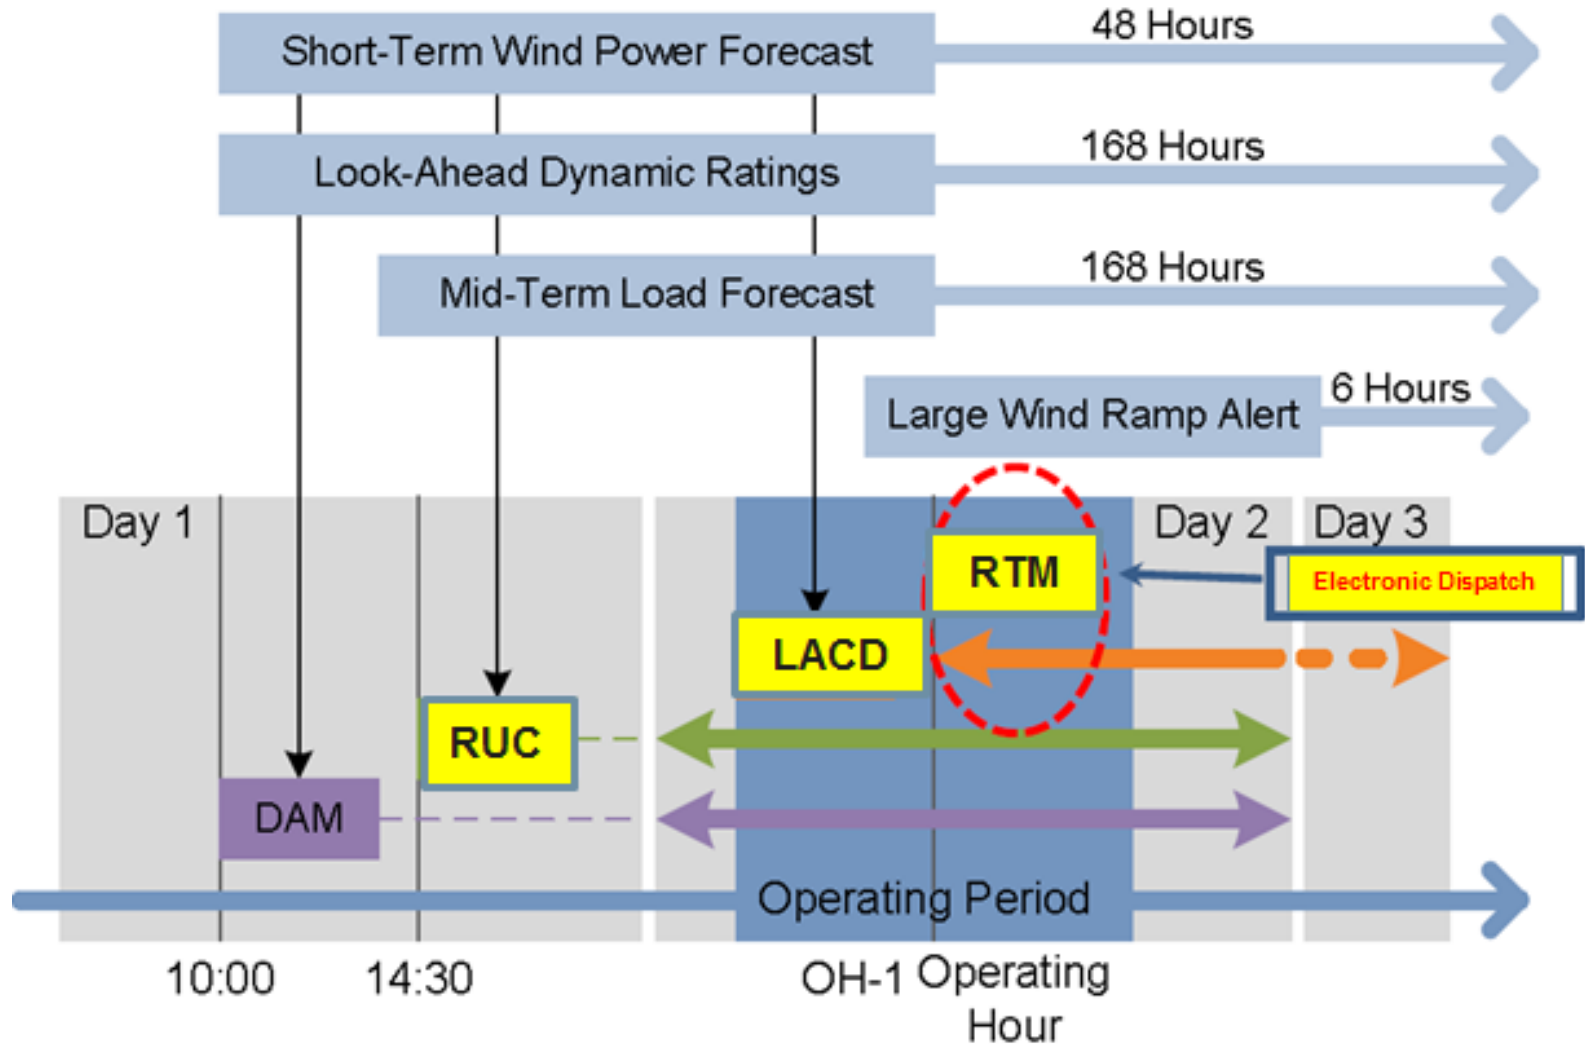 Short-Term Wind Power Forecast
48 Hours
Look-Ahead Dynamic Ratings
168 Hours
Mid-Term Load Forecast
168 Hours
Large Wind Ramp Alert
6 Hours
Day 1
Day 2
Day 3
RTM
Electronic Dispatch
LACD
RUC
DAM
Operating Period
10:00
14:30
OH-1
Operating
Hour